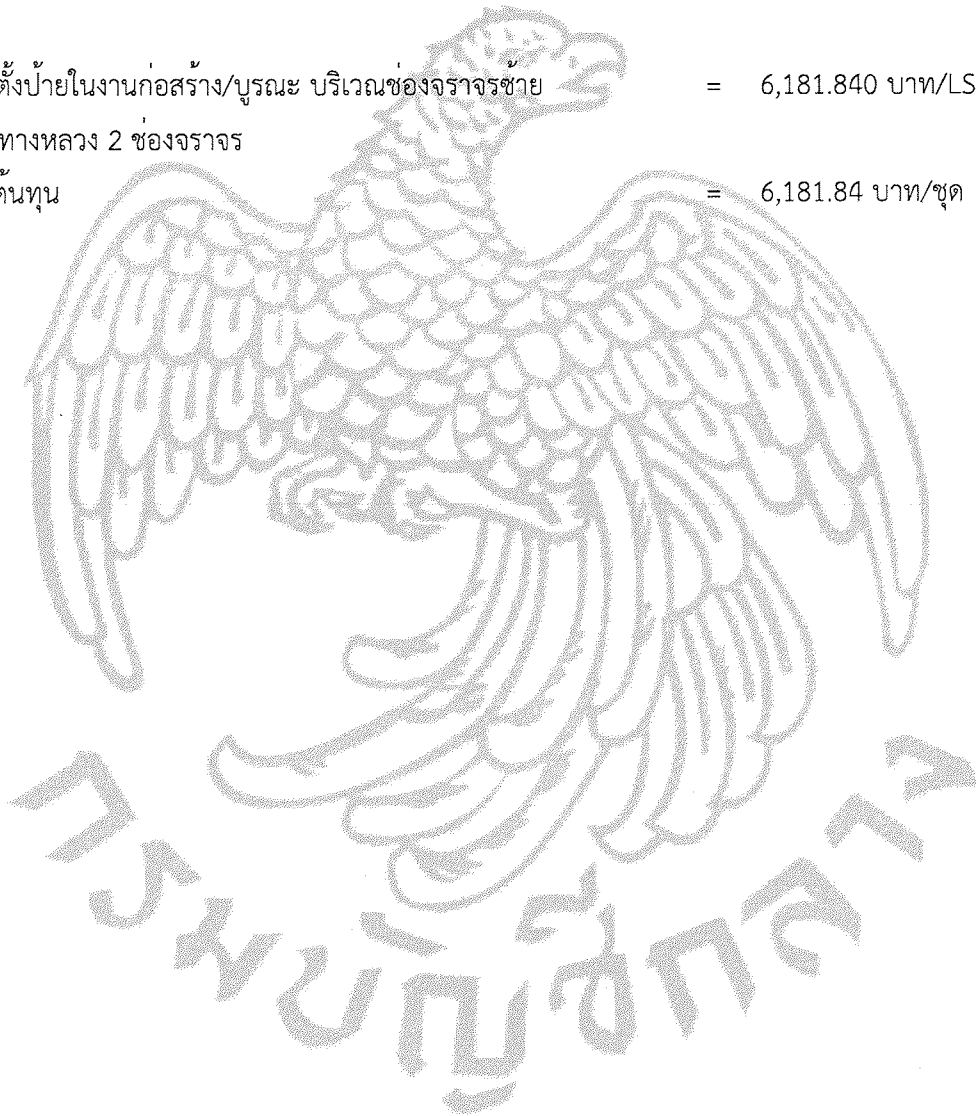 ตั้งป้ายในงานก่อสร้าง/บูรณะ บริเวณช่องจราจรซ้าย = 6,181.840 บาท/LS
ทางหลวง 2 ช่องจราจร
ต้นทุน = 6,181.84 บาท/ชุด
กรมบัญชีกลาง